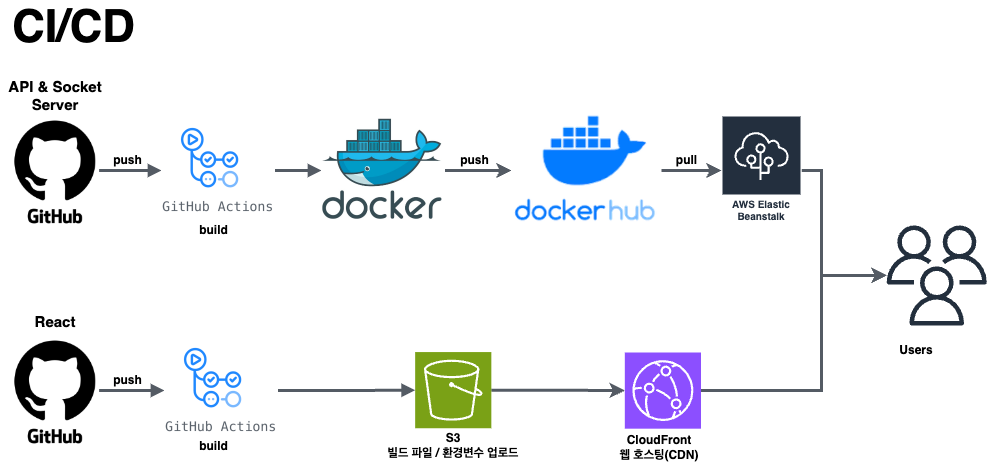 CI/CD
API & Socket
Server
GitHub
push
GitHub Actions
build
docker
push
dockerhub
pull
AWS Elastic
Beanstalk
Users
React
GitHub
push
GitHub Actions
build
S3
빌드 파일 / 환경변수 업로드
CloudFront
웹 호스팅(CDN)